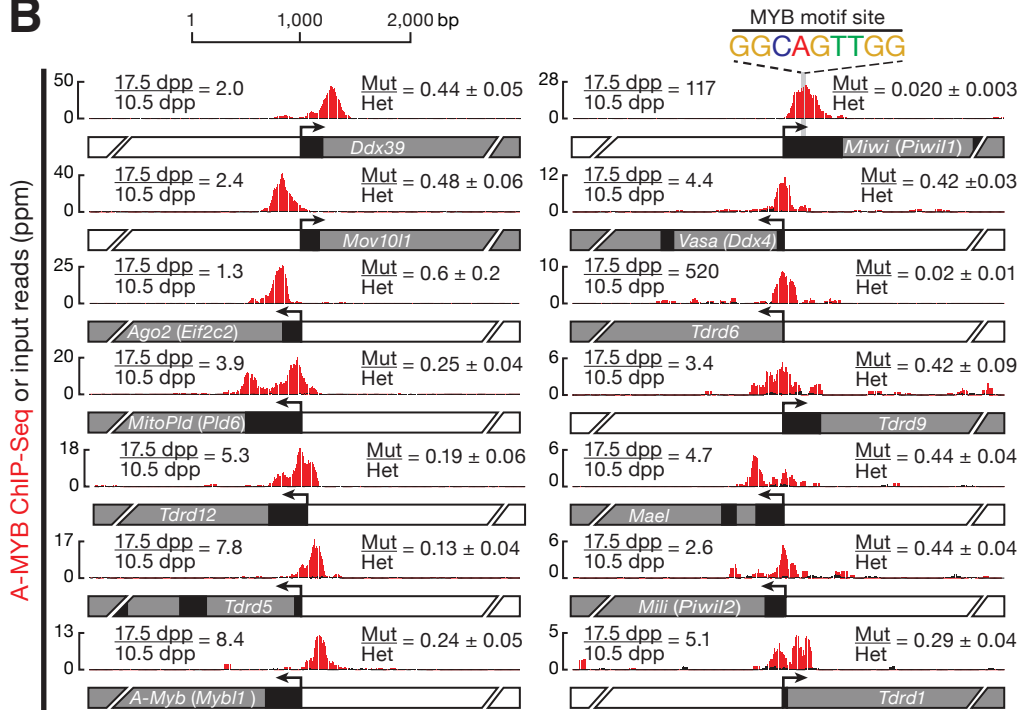 B
1 1,000 2,000 bp
MYB motif site
GGCAGTTGG
A-MYB ChIP-Seq or input reads (ppm)
50
0
17.5 dpp
10.5 dpp
= 2.0
Mut
Het
= 0.44 ± 0.05
Ddx39
40
0
17.5 dpp
10.5 dpp
= 2.4
Mut
Het
= 0.48 ± 0.06
Mov10l1
25
0
17.5 dpp
10.5 dpp
= 1.3
Mut
Het
= 0.6 ± 0.2
Ago2 (Eif2c2)
20
0
17.5 dpp
10.5 dpp
= 3.9
Mut
Het
= 0.25 ± 0.04
MitoPld (Pld6)
18
0
17.5 dpp
10.5 dpp
= 5.3
Mut
Het
= 0.19 ± 0.06
Tdrd12
17
0
17.5 dpp
10.5 dpp
= 7.8
Mut
Het
= 0.13 ± 0.04
Tdrd5
13
0
17.5 dpp
10.5 dpp
= 8.4
Mut
Het
= 0.24 ± 0.05
A-Myb (Mybl1 )
28
0
17.5 dpp
10.5 dpp
= 117
Mut
Het
= 0.020 ± 0.003
Miwi (Piwil1)
12
0
17.5 dpp
10.5 dpp
= 4.4
Mut
Het
= 0.42 ±0.03
Vasa (Ddx4)
10
0
17.5 dpp
10.5 dpp
= 520
Mut
Het
= 0.02 ± 0.01
Tdrd6
6
0
17.5 dpp
10.5 dpp
= 3.4
Mut
Het
= 0.42 ± 0.09
Tdrd9
6
0
17.5 dpp
10.5 dpp
= 4.7
Mut
Het
= 0.44 ± 0.04
Mael
6
0
17.5 dpp
10.5 dpp
= 2.6
Mut
Het
= 0.44 ± 0.04
Mili (Piwil2)
5
0
17.5 dpp
10.5 dpp
= 5.1
Mut
Het
= 0.29 ± 0.04
Tdrd1